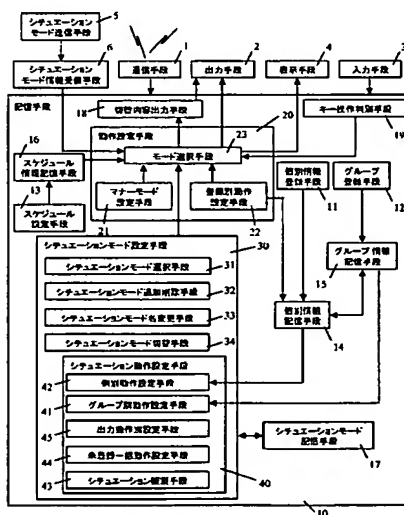 シチュエーション
モード送信手段
5
シチュエーション
モード情報受信手段
6
通信手段
1
出力手段
2
表示手段
4
入力手段
3
記憶手段
18
切替内容出力手段
キー操作判別手段
19
動作設定手段
20
23
モード選択手段
16
スケジュール
情報記憶手段
13
スケジュール
設定手段
マナーモード
設定手段
21
登録別動作
設定手段
22
個別情報
登録手段
11
グループ
登録手段
12
グループ情報
記憶手段
15
個別情報
記憶手段
14
シチュエーションモード設定手段
30
シチュエーションモード選択手段
31
シチュエーションモード追加削除手段
32
シチュエーションモード名変更手段
33
シチュエーションモード切替手段
34
シチュエーション動作設定手段
42
個別動作設定手段
41
グループ別動作設定手段
45
出力動作別設定手段
44
未登録一括動作設定手段
43
シチュエーション複製手段
40
シチュエーションモード
記憶手段
17
10